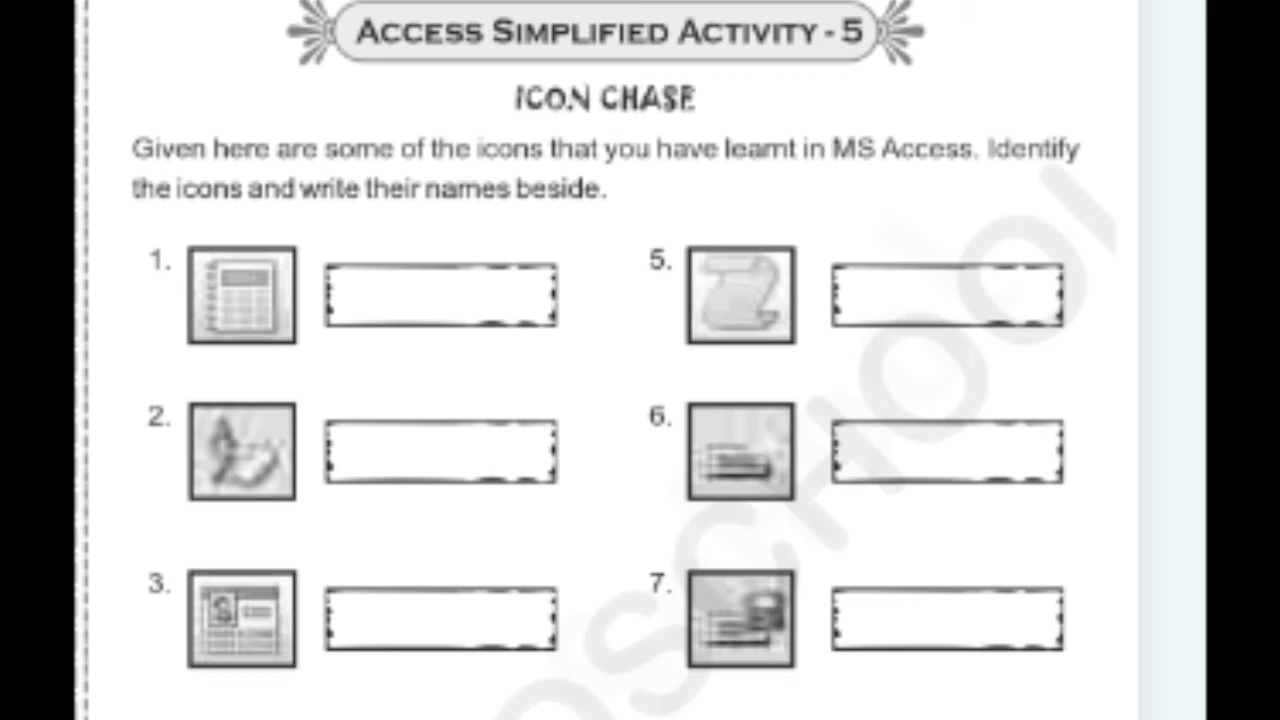 ACCESS SIMPLIFIED ACTIVITY - 5
ICON CHASE
Given here are some of the icons that you have learnt in MS Access. Identify
the icons and write their names beside.
1.
5.
2.
6.
3.
7.
OSCHOOL